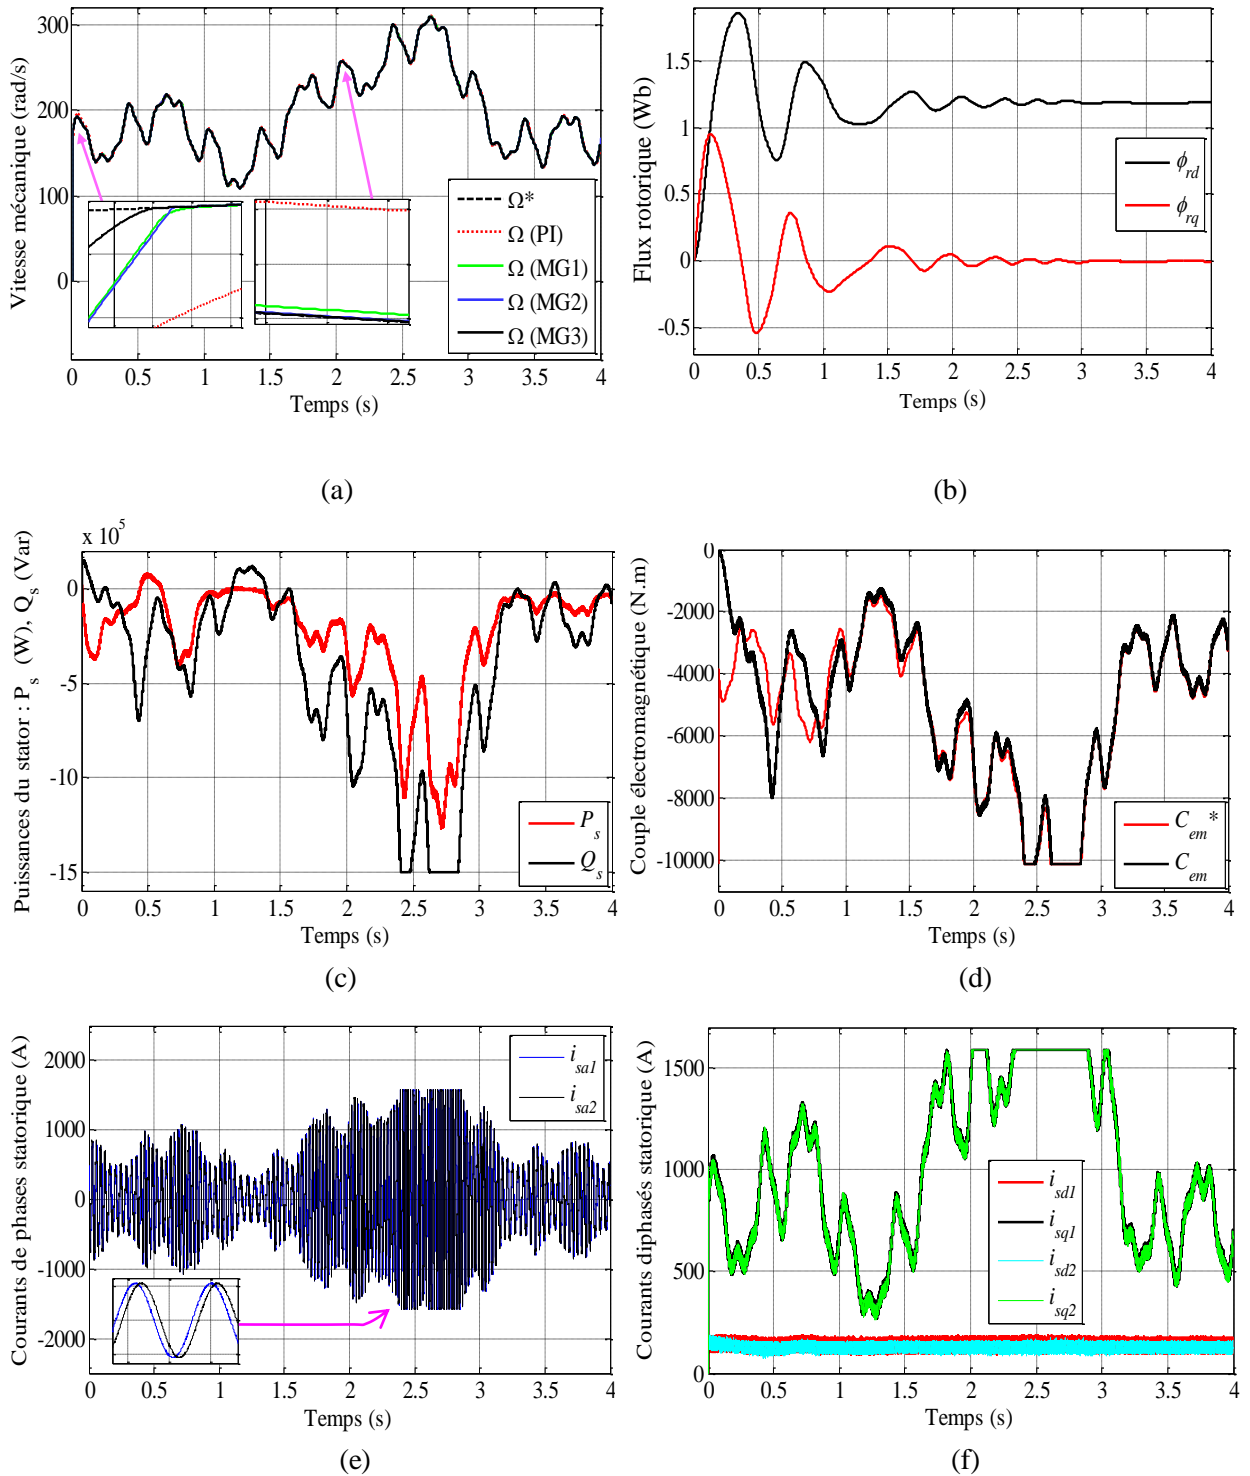 Vitesse mécanique (rad/s)
300
200
100
0
0 0.5 1 1.5 2 2.5 3 3.5 4
Temps (s)
Ω*
Ω (PI)
Ω (MG1)
Ω (MG2)
Ω (MG3)
(a)
Flux rotorique (Wb)
1.5
1
0.5
0
-0.5
0 0.5 1 1.5 2 2.5 3 3.5 4
Temps (s)
ϕrd
ϕrq
(b)
Puissances du stator : Ps (W), Qs (Var)
x 10^5
0
-5
-10
-15
0 0.5 1 1.5 2 2.5 3 3.5 4
Temps (s)
Ps
Qs
(c)
Couple électromagnétique (N.m)
0
-2000
-4000
-6000
-8000
-10000
0 0.5 1 1.5 2 2.5 3 3.5 4
Temps (s)
Cem*
Cem
(d)
Courants de phases statorique (A)
2000
1000
0
-1000
-2000
0 0.5 1 1.5 2 2.5 3 3.5 4
Temps (s)
isa1
isa2
(e)
Courants diphasés statorique (A)
1500
1000
500
0
0 0.5 1 1.5 2 2.5 3 3.5 4
Temps (s)
isd1
isq1
isd2
isq2
(f)